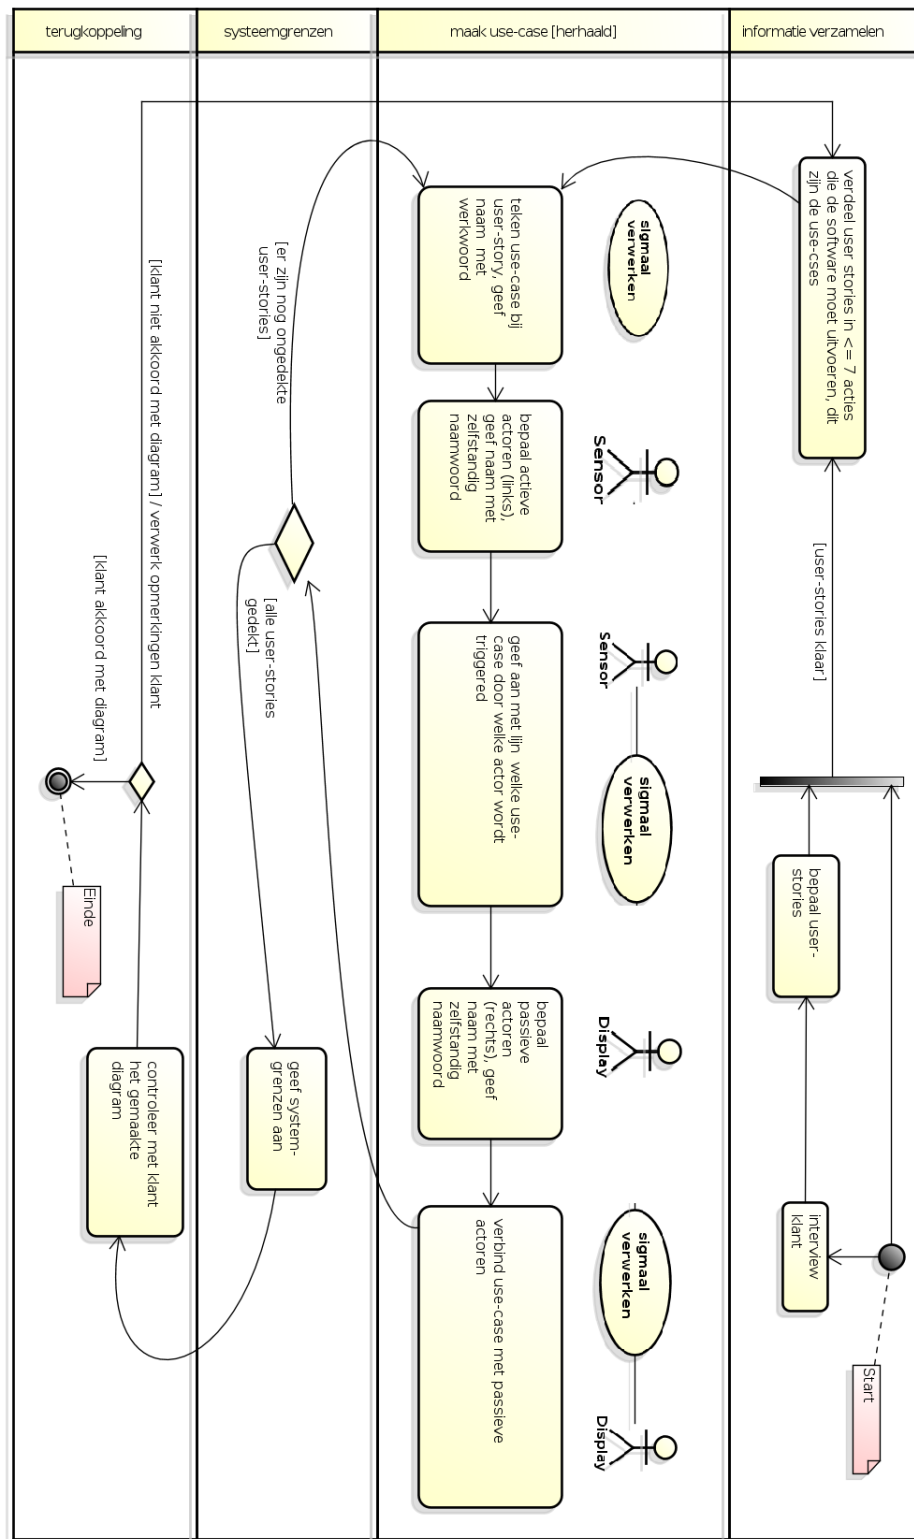 terugkoppeling
systeemgrenzen
maak use-case [herhaald]
informatie verzamelen
verdeel user stories in <= 7 acties
die de software moet uitvoeren, dit
zijn de use-cses
[user-stories klaar]
bepaal user-
stories
interview
klant
Start
sigmaal
verwerken
Sensor
Sensor
sigmaal
verwerken
Display
sigmaal
verwerken
Display
teken use-case bij
user-story, geef
naam met
werkwoord
bepaal actieve
actoren (links),
geef naam met
zelfstandig
naamwoord
geef aan met lijn welke use-
case door welke actor wordt
triggered
bepaal
passieve
actoren
(rechts), geef
naam met
zelfstandig
naamwoord
verbind use-case met passieve
actoren
[er zijn nog ongedekte
user-stories]
[alle user-stories
gedekt]
geef system-
grenzen aan
[klant niet akkoord met diagram] / verwerk opmerkingen klant
[klant akkoord met diagram]
controleer met klant
het gemaakte
diagram
Einde